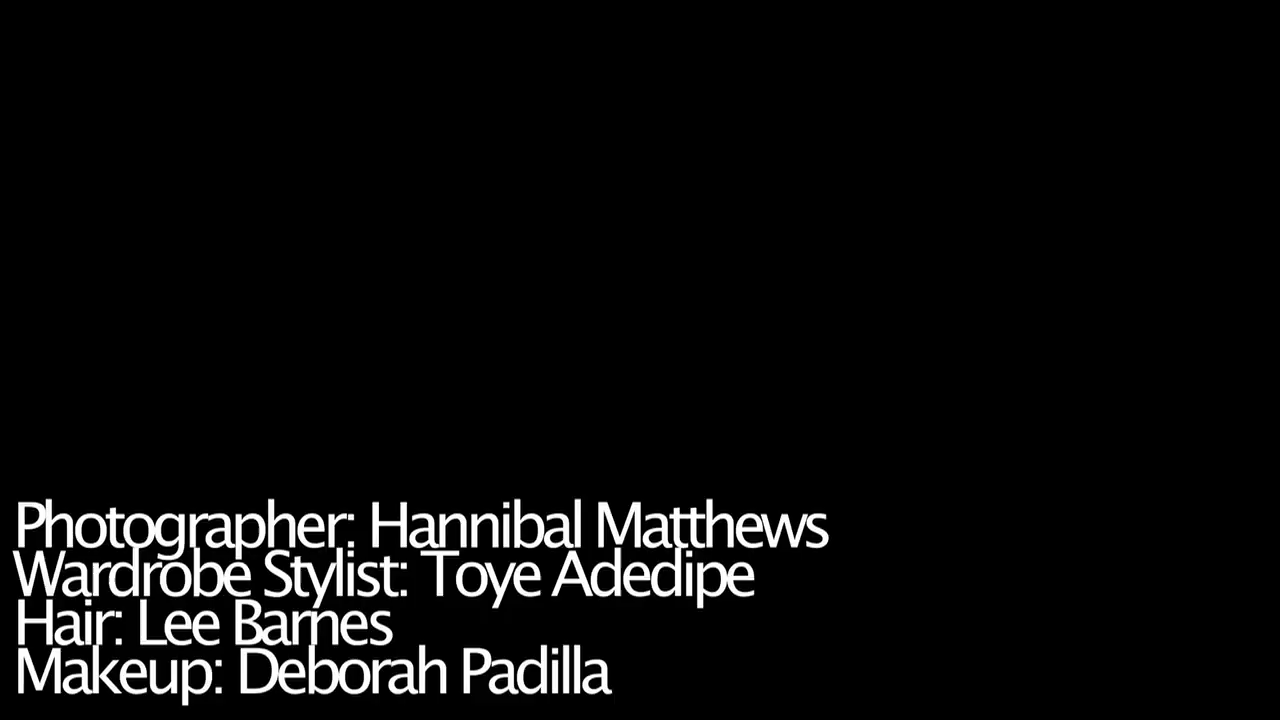 Photographer: Hannibal Matthews
Wardrobe Stylist: Toye Adedipe
Hair: Lee Barnes
Makeup: Deborah Padilla